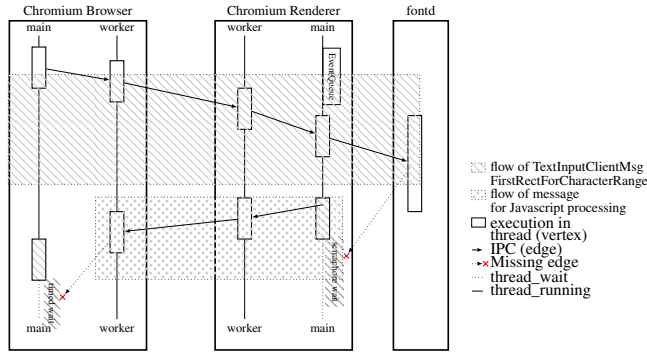 Chromium Browser
Chromium Renderer
fontd
main
worker
worker
main
EventQueue
semaphore wait
timed wait
main
worker
worker
main
flow of TextInputClientMsg
FirstRectForCharacterRange
flow of message
for Javascript processing
execution in
thread (vertex)
IPC (edge)
Missing edge
thread_wait
thread_running